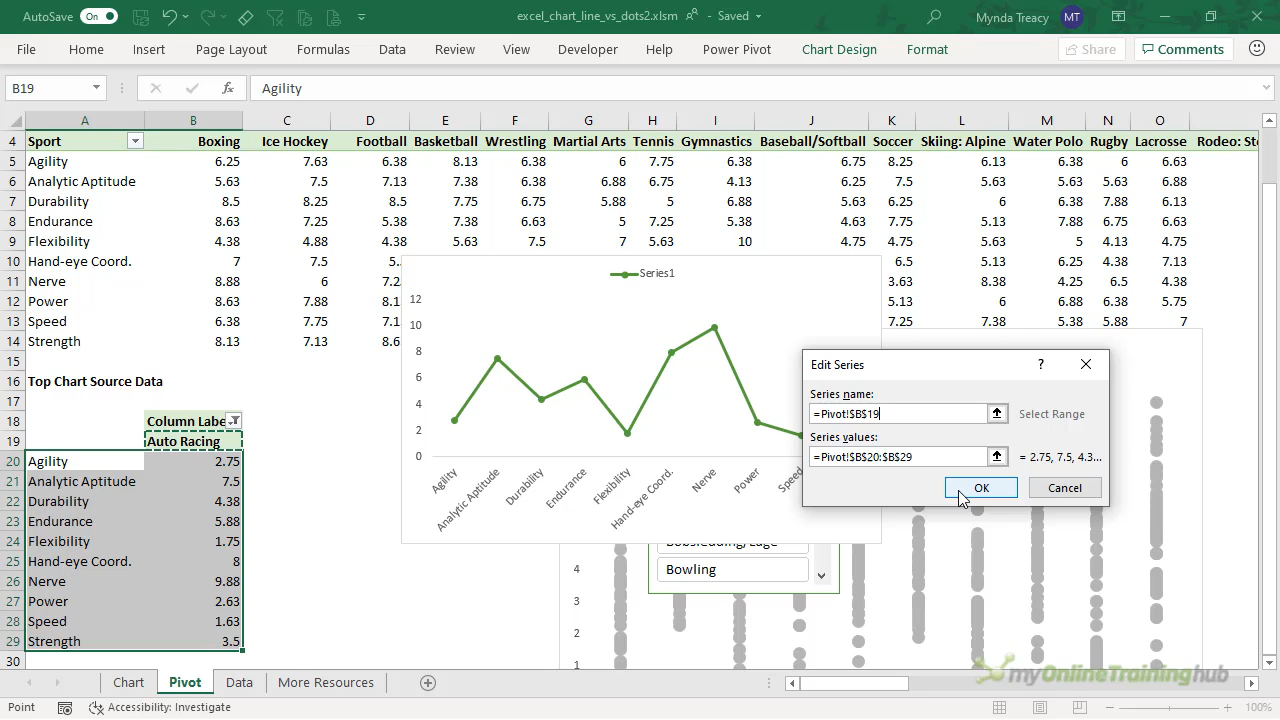 AutoSave On
excel_chart_line_vs_dots2.xlsm - Saved
Mynda Treacy MT
File Home Insert Page Layout Formulas Data Review View Developer Help Power Pivot Chart Design Format Share Comments
B19 fx Agility
A B C D E F G H I J K L M N O
4 Sport Boxing Ice Hockey Football Basketball Wrestling Martial Arts Tennis Gymnastics Baseball/Softball Soccer Skiing: Alpine Water Polo Rugby Lacrosse Rodeo: Ste
5 Agility 6.25 7.63 6.38 8.13 6.38 6 7.75 6.38 6.75 8.25 6.13 6.38 6 6.63
6 Analytic Aptitude 5.63 7.5 7.13 7.38 6.38 6.88 6.75 4.13 6.25 7.5 5.63 5.63 5.63 6.88
7 Durability 8.5 8.25 8.5 7.75 6.75 5.88 5 6.88 5.63 6.25 6 6.38 7.88 6.13
8 Endurance 8.63 7.25 5.38 7.38 6.63 5 7.25 5.38 4.63 7.75 5.13 7.88 6.75 6.63
9 Flexibility 4.38 4.88 4.38 5.63 7.5 7 5.63 10 4.75 4.75 5.63 5 4.13 4.75
10 Hand-eye Coord. 7 7.5 5. 6.5 5.13 6.25 4.38 7.13
11 Nerve 8.88 6 7.2 3.63 8.38 4.25 6.5 4.38
12 Power 8.63 7.88 8.1 5.13 6 6.88 6.38 5.75
13 Speed 6.38 7.75 7.1 7.25 7.38 5.38 5.88 7
14 Strength 8.13 7.13 8.6
15
16 Top Chart Source Data
17
18 Column Labe
19 Auto Racing
20 Agility 2.75
21 Analytic Aptitude 7.5
22 Durability 4.38
23 Endurance 5.88
24 Flexibility 1.75
25 Hand-eye Coord. 8
26 Nerve 9.88
27 Power 2.63
28 Speed 1.63
29 Strength 3.5
30
Series1
12
10
8
6
4
2
0
Agility Analytic Aptitude Durability Endurance Flexibility Hand-eye Coord. Nerve Power Speed
Edit Series ?
Series name:
=Pivot!$B$19 Select Range
Series values:
=Pivot!$B$20:$B$29 = 2.75, 7.5, 4.3...
OK Cancel
Bobsledding/Luge
Bowling
4
3
2
1
myOnlineTraininghub
Chart Pivot Data More Resources
Point Accessibility: Investigate 100%